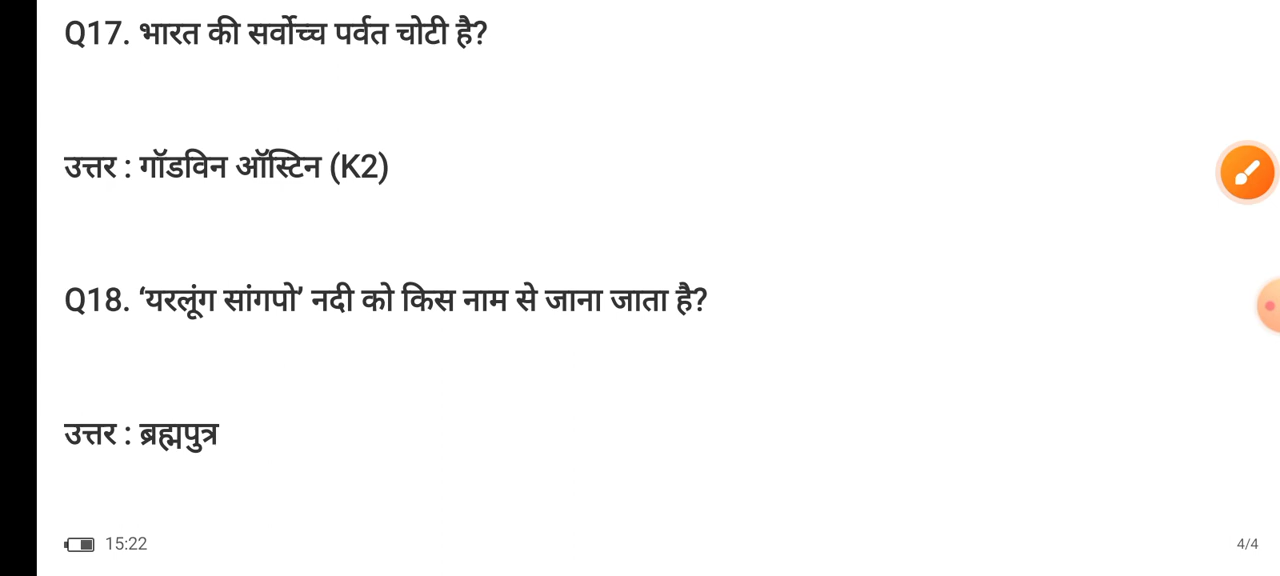 Q17. भारत की सर्वोच्च पर्वत चोटी है?
उत्तर : गॉडविन ऑस्टिन (K2)
Q18. ‘यरलूंग सांगपो’ नदी को किस नाम से जाना जाता है?
उत्तर : ब्रह्मपुत्र
15:22
4/4